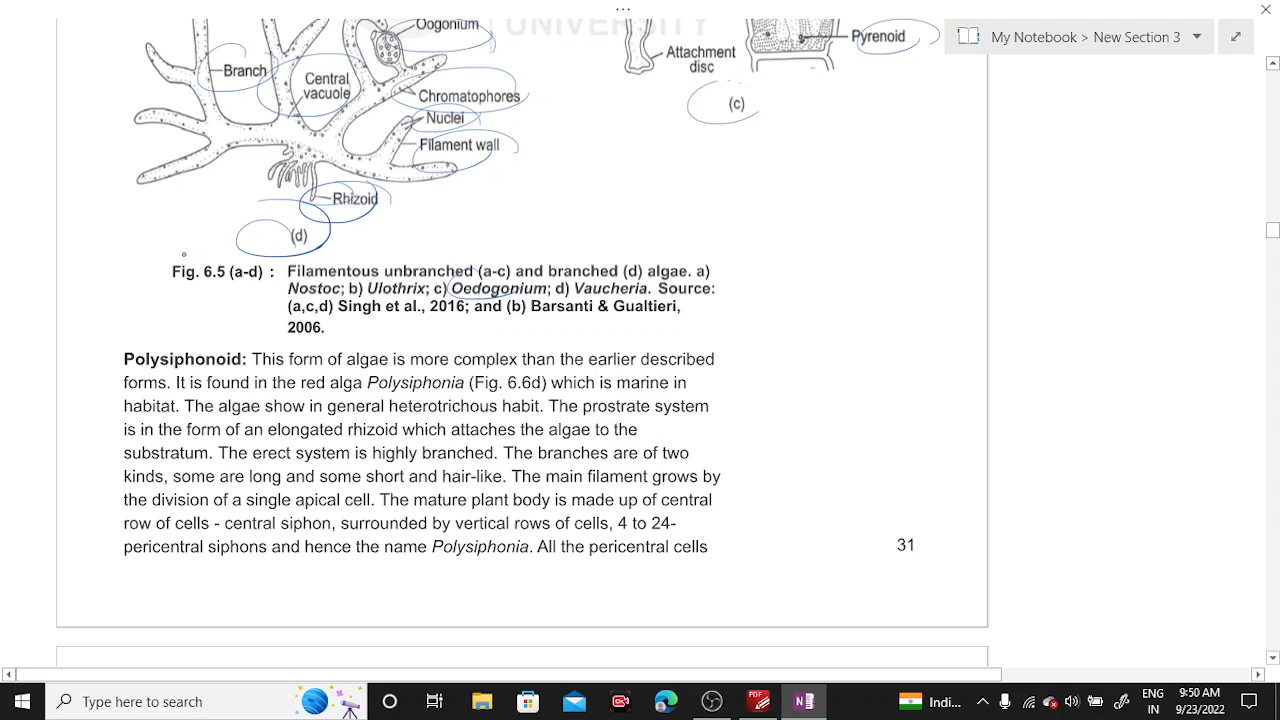 ...
UNIVERSITY
My Notebook > New Section 3
Oogonium
Branch
Central
vacuole
Chromatophores
Nuclei
Filament wall
Rhizoid
(d)
Attachment
disc
Pyrenoid
(c)
Fig. 6.5 (a-d) : Filamentous unbranched (a-c) and branched (d) algae. a)
Nostoc; b) Ulothrix; c) Oedogonium; d) Vaucheria. Source:
(a,c,d) Singh et al., 2016; and (b) Barsanti & Gualtieri,
2006.
Polysiphonoid: This form of algae is more complex than the earlier described
forms. It is found in the red alga Polysiphonia (Fig. 6.6d) which is marine in
habitat. The algae show in general heterotrichous habit. The prostrate system
is in the form of an elongated rhizoid which attaches the algae to the
substratum. The erect system is highly branched. The branches are of two
kinds, some are long and some short and hair-like. The main filament grows by
the division of a single apical cell. The mature plant body is made up of central
row of cells - central siphon, surrounded by vertical rows of cells, 4 to 24-
pericentral siphons and hence the name Polysiphonia. All the pericentral cells
31
Type here to search
PDF
N
Indi...
ENG
IN
9:50 AM
9/23/2022